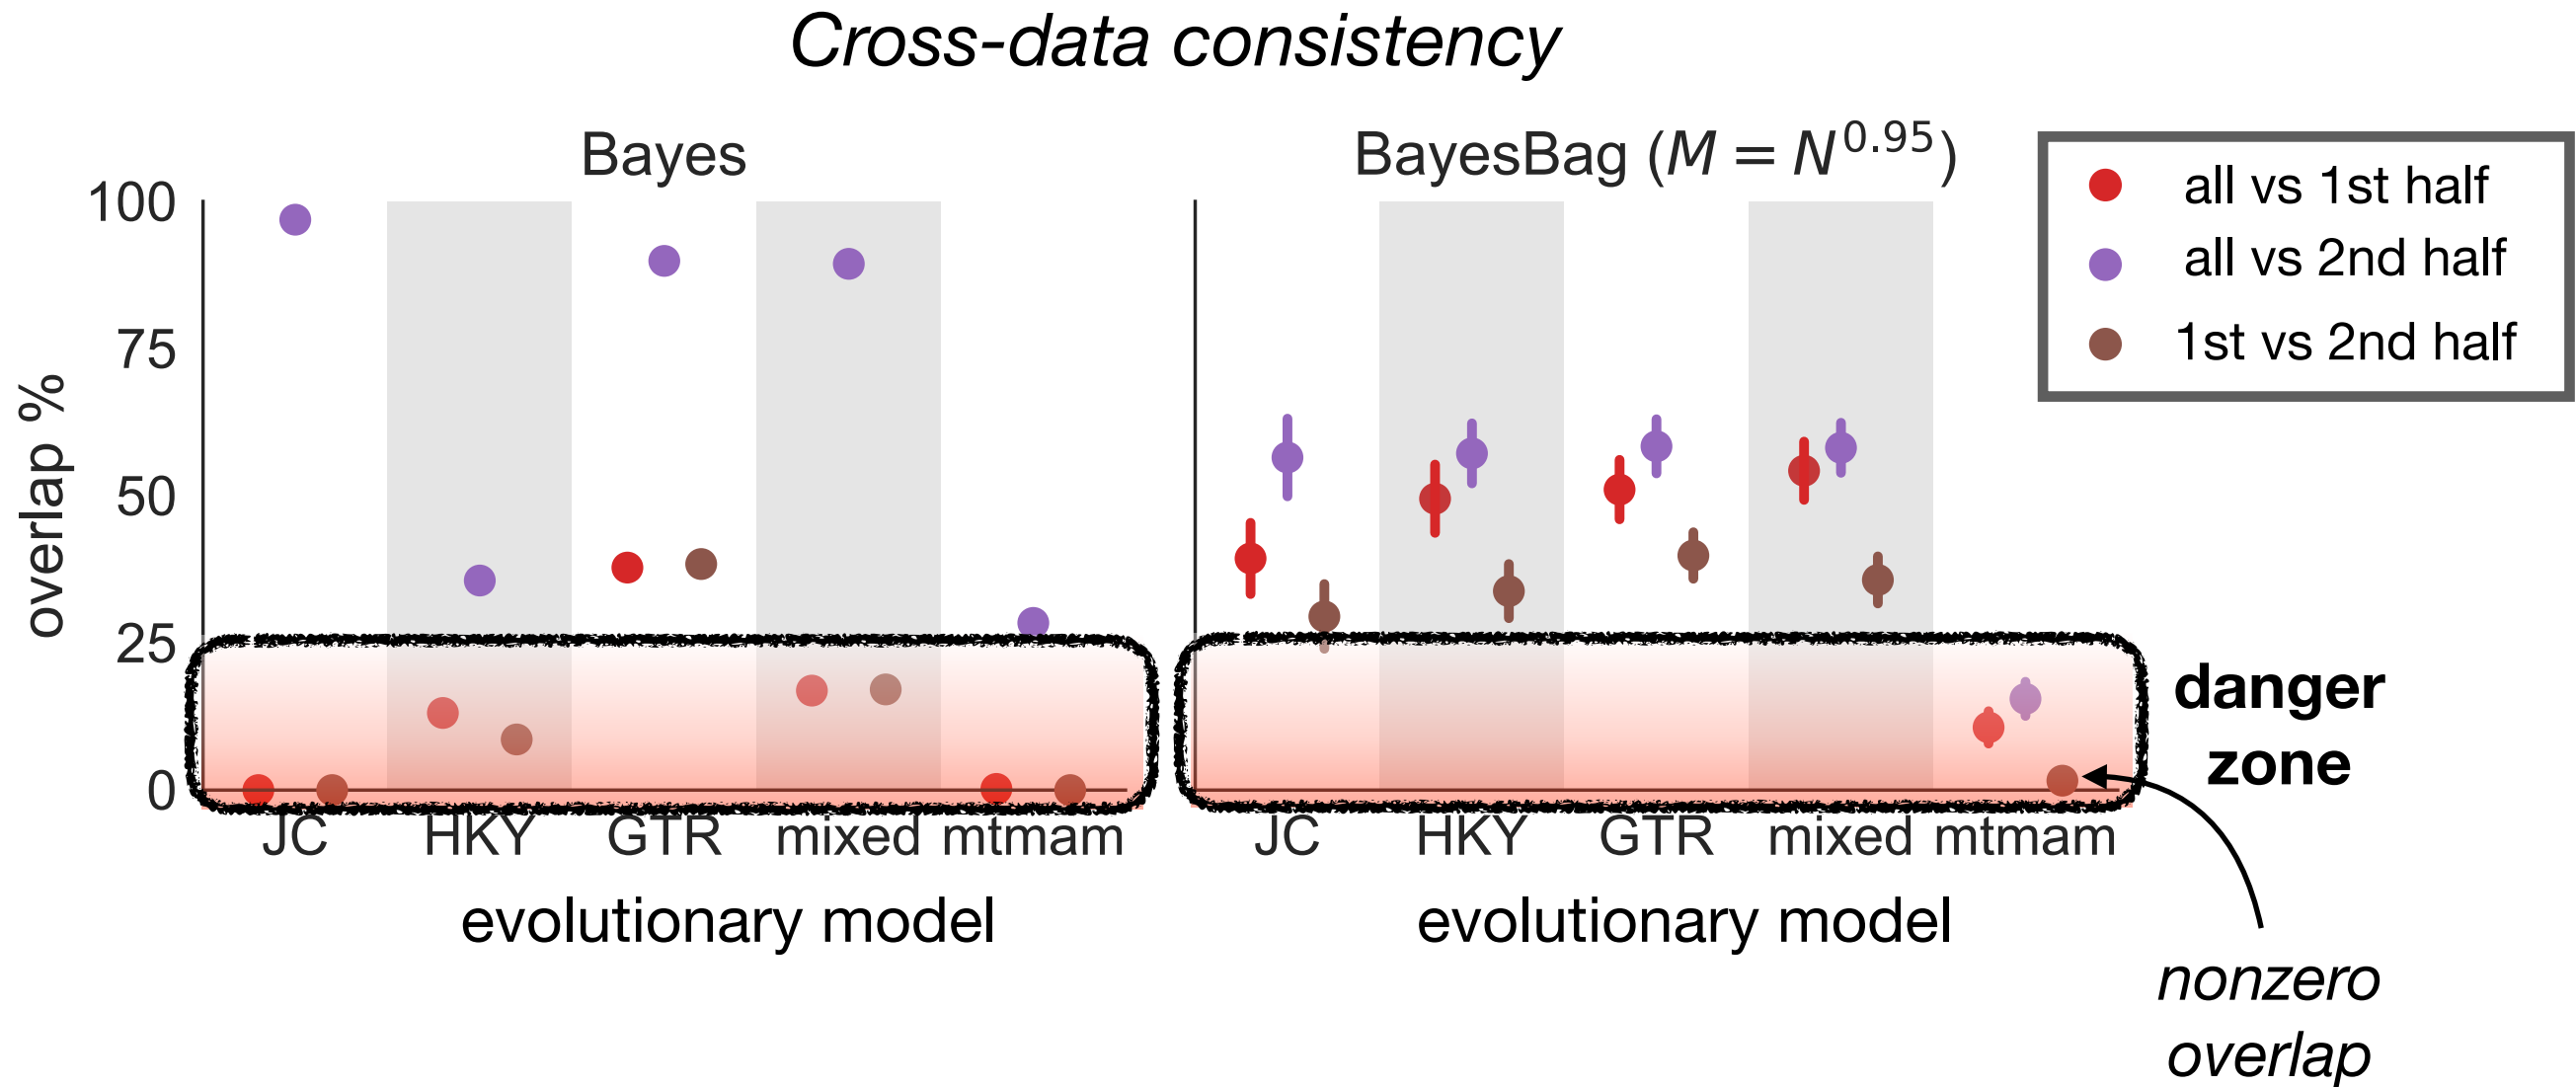 Cross-data consistency
Bayes
BayesBag (M = N^0.95)
all vs 1st half
all vs 2nd half
1st vs 2nd half
overlap %
100
75
50
25
0
JC HKY GTR mixed mtmam
JC HKY GTR mixed mtmam
evolutionary model
evolutionary model
danger
zone
nonzero
overlap